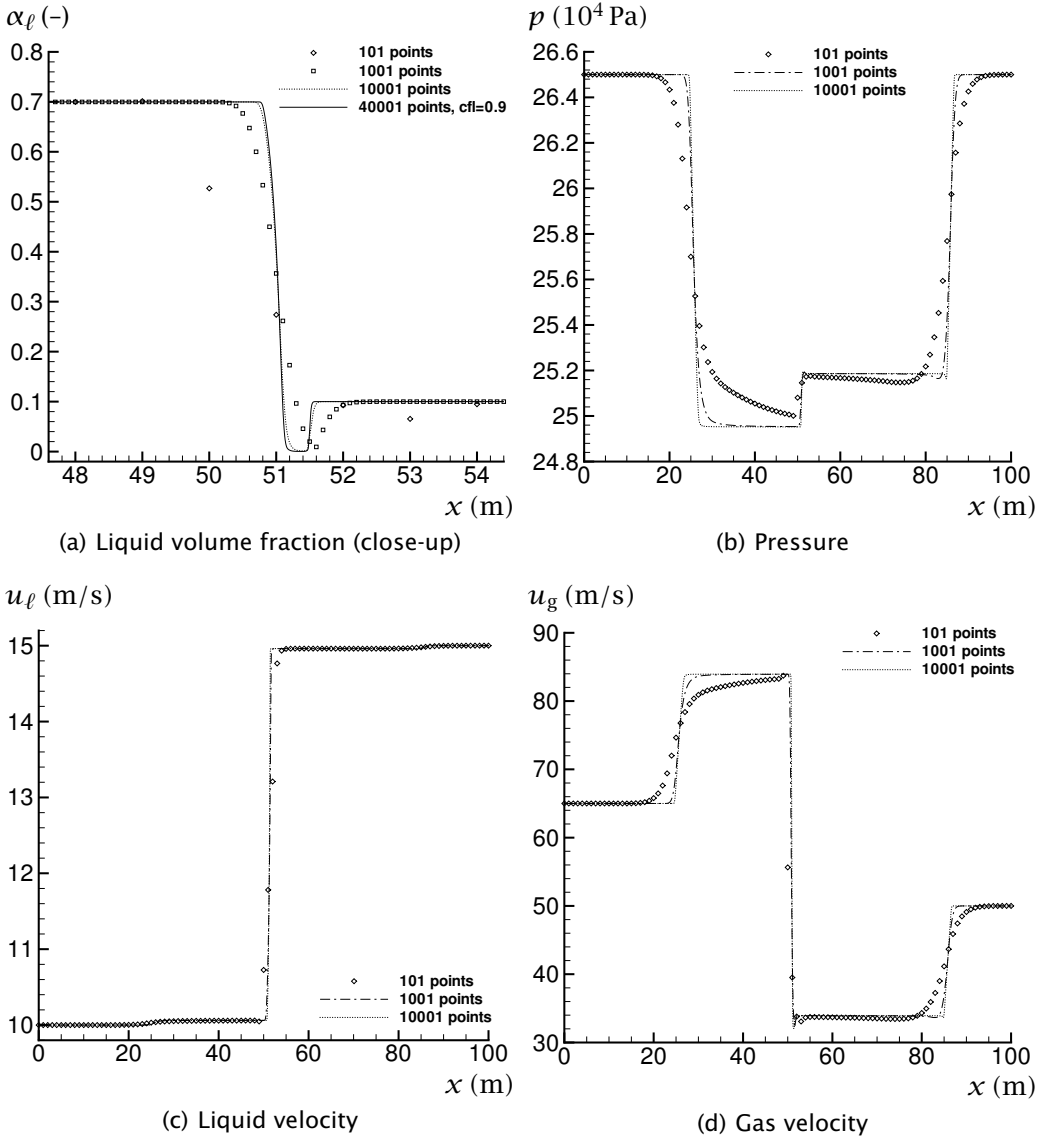 αℓ (–)
101 points
1001 points
10001 points
40001 points, cfl=0.9
0.8
0.7
0.6
0.5
0.4
0.3
0.2
0.1
0
48 49 50 51 52 53 54
x (m)
(a) Liquid volume fraction (close-up)
p (10⁴ Pa)
101 points
1001 points
10001 points
26.6
26.4
26.2
26
25.8
25.6
25.4
25.2
25
24.8
0 20 40 60 80 100
x (m)
(b) Pressure
uℓ (m/s)
15
14
13
12
11
10
101 points
1001 points
10001 points
0 20 40 60 80 100
x (m)
(c) Liquid velocity
ug (m/s)
101 points
1001 points
10001 points
90
80
70
60
50
40
30
0 20 40 60 80 100
x (m)
(d) Gas velocity